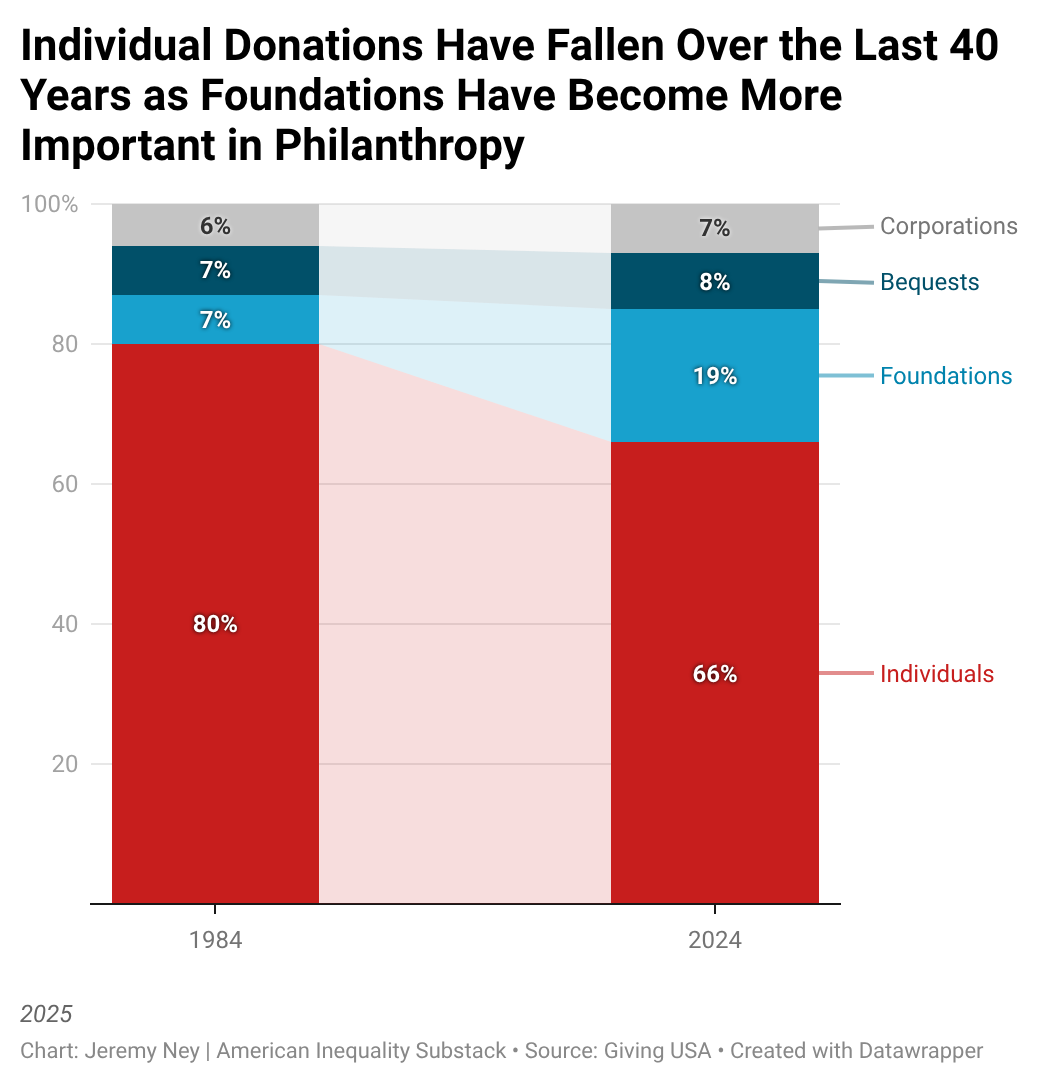 Individual Donations Have Fallen Over the Last 40
Years as Foundations Have Become More
Important in Philanthropy
100%
80
60
40
20
6%
7%
7%
80%
7%
8%
19%
66%
Corporations
Bequests
Foundations
Individuals
1984
2024
2025
Chart: Jeremy Ney | American Inequality Substack • Source: Giving USA • Created with Datawrapper